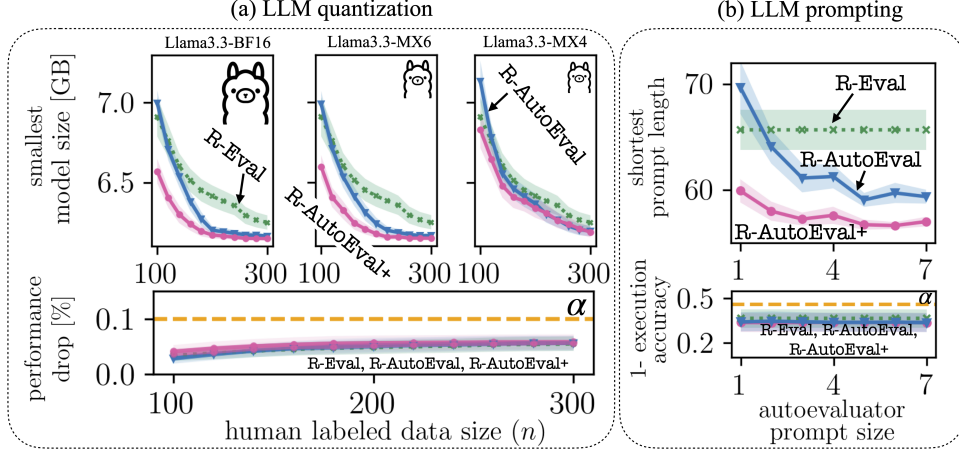 (a) LLM quantization
Llama3.3-BF16
Llama3.3-MX6
Llama3.3-MX4
smallest
model size [GB]
7.0
6.5
R-Eval
R-AutoEval+
R-AutoEval
100
300
100
300
100
300
performance
drop [%]
0.1
0.0
α
R-Eval, R-AutoEval, R-AutoEval+
100
200
300
human labeled data size (n)
(b) LLM prompting
shortest
prompt length
70
60
R-Eval
R-AutoEval
R-AutoEval+
1
4
7
1- execution
accuracy
0.5
0.2
α
R-Eval, R-AutoEval,
R-AutoEval+
1
4
7
autoevaluator
prompt size